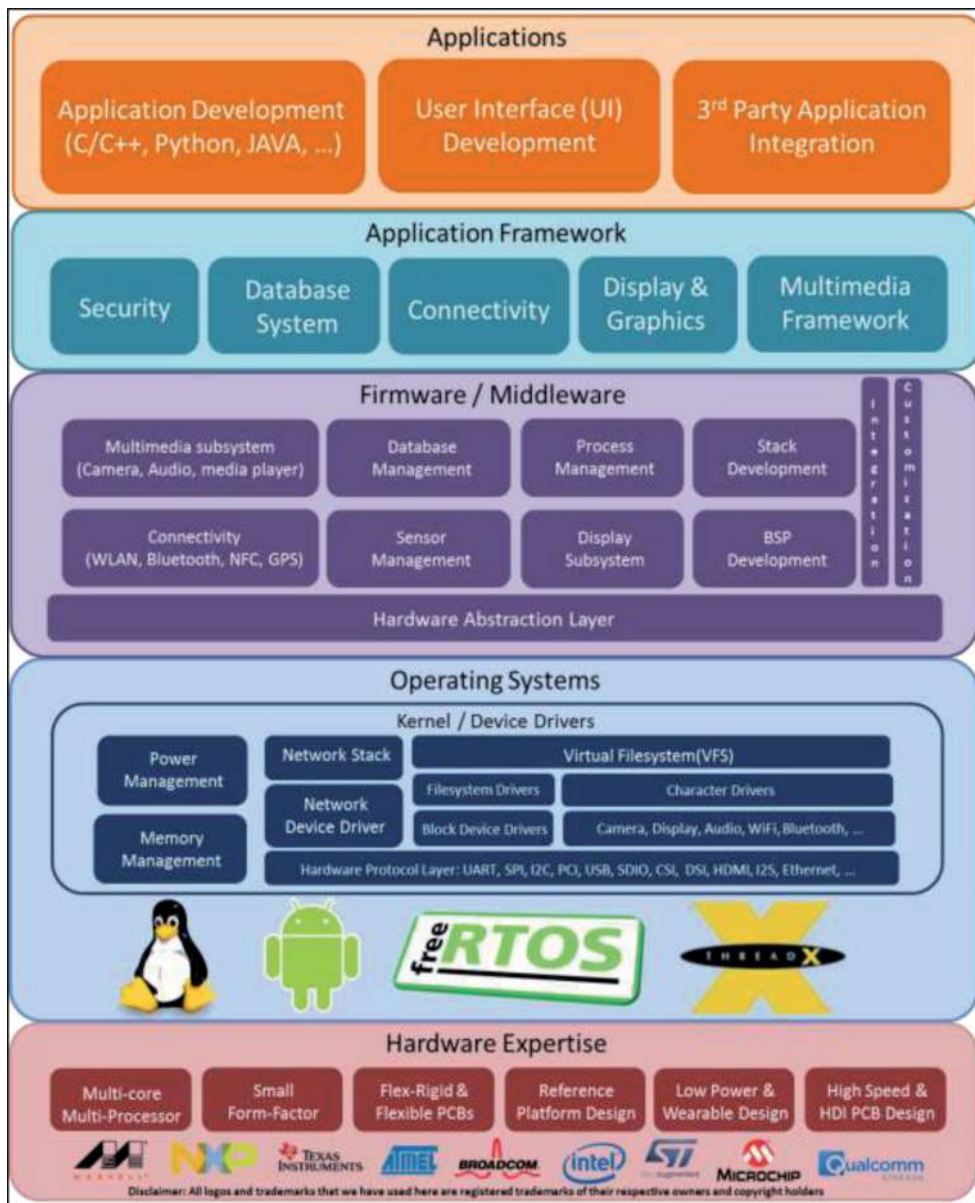 Applications
Application Development
(C/C++, Python, JAVA, ...)
User Interface (UI)
Development
3rd Party Application
Integration
Application Framework
Security
Database
System
Connectivity
Display &
Graphics
Multimedia
Framework
Firmware / Middleware
Multimedia subsystem
(Camera, Audio, media player)
Database
Management
Process
Management
Stack
Development
Connectivity
(WLAN, Bluetooth, NFC, GPS)
Sensor
Management
Display
Subsystem
BSP
Development
Integration
Customization
Hardware Abstraction Layer
Operating Systems
Kernel / Device Drivers
Power
Management
Memory
Management
Network Stack
Network
Device Driver
Virtual Filesystem(VFS)
Filesystem Drivers
Character Drivers
Block Device Drivers
Camera, Display, Audio, WiFi, Bluetooth, ...
Hardware Protocol Layer: UART, SPI, I2C, PCI, USB, SDIO, CSI, DSI, HDMI, I2S, Ethernet, ...
free RTOS
THREADX
Hardware Expertise
Multi-core
Multi-Processor
Small
Form-Factor
Flex-Rigid &
Flexible PCBs
Reference
Platform Design
Low Power &
Wearable Design
High Speed &
HDI PCB Design
MARVELL
NXP
TEXAS
INSTRUMENTS
ATMEL
BROADCOM.
intel
ST
MICROCHIP
Qualcomm
Disclaimer: All logos and trademarks that we have used here are registered trademarks of their respective owners and copyright holders